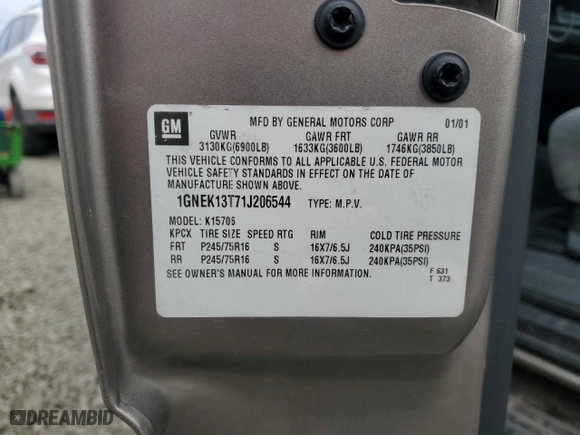 GM
MFD BY GENERAL MOTORS CORP 01/01
GVWR GAWR FRT GAWR RR
3130KG(6900LB) 1633KG(3600LB) 1746KG(3850LB)
THIS VEHICLE CONFORMS TO ALL APPLICABLE U.S. FEDERAL MOTOR
VEHICLE SAFETY STANDARDS IN EFFECT ON THE DATE OF
MANUFACTURE SHOWN ABOVE.
1GNEK13T71J206544 TYPE: M.P.V.
MODEL: K15706
KPCX TIRE SIZE SPEED RTG RIM COLD TIRE PRESSURE
FRT P245/75R16 S 16X7/6.5J 240KPA(35PSI)
RR P245/75R16 S 16X7/6.5J 240KPA(35PSI)
SEE OWNER'S MANUAL FOR MORE INFORMATION.
F 631
T 373
DREAMBID